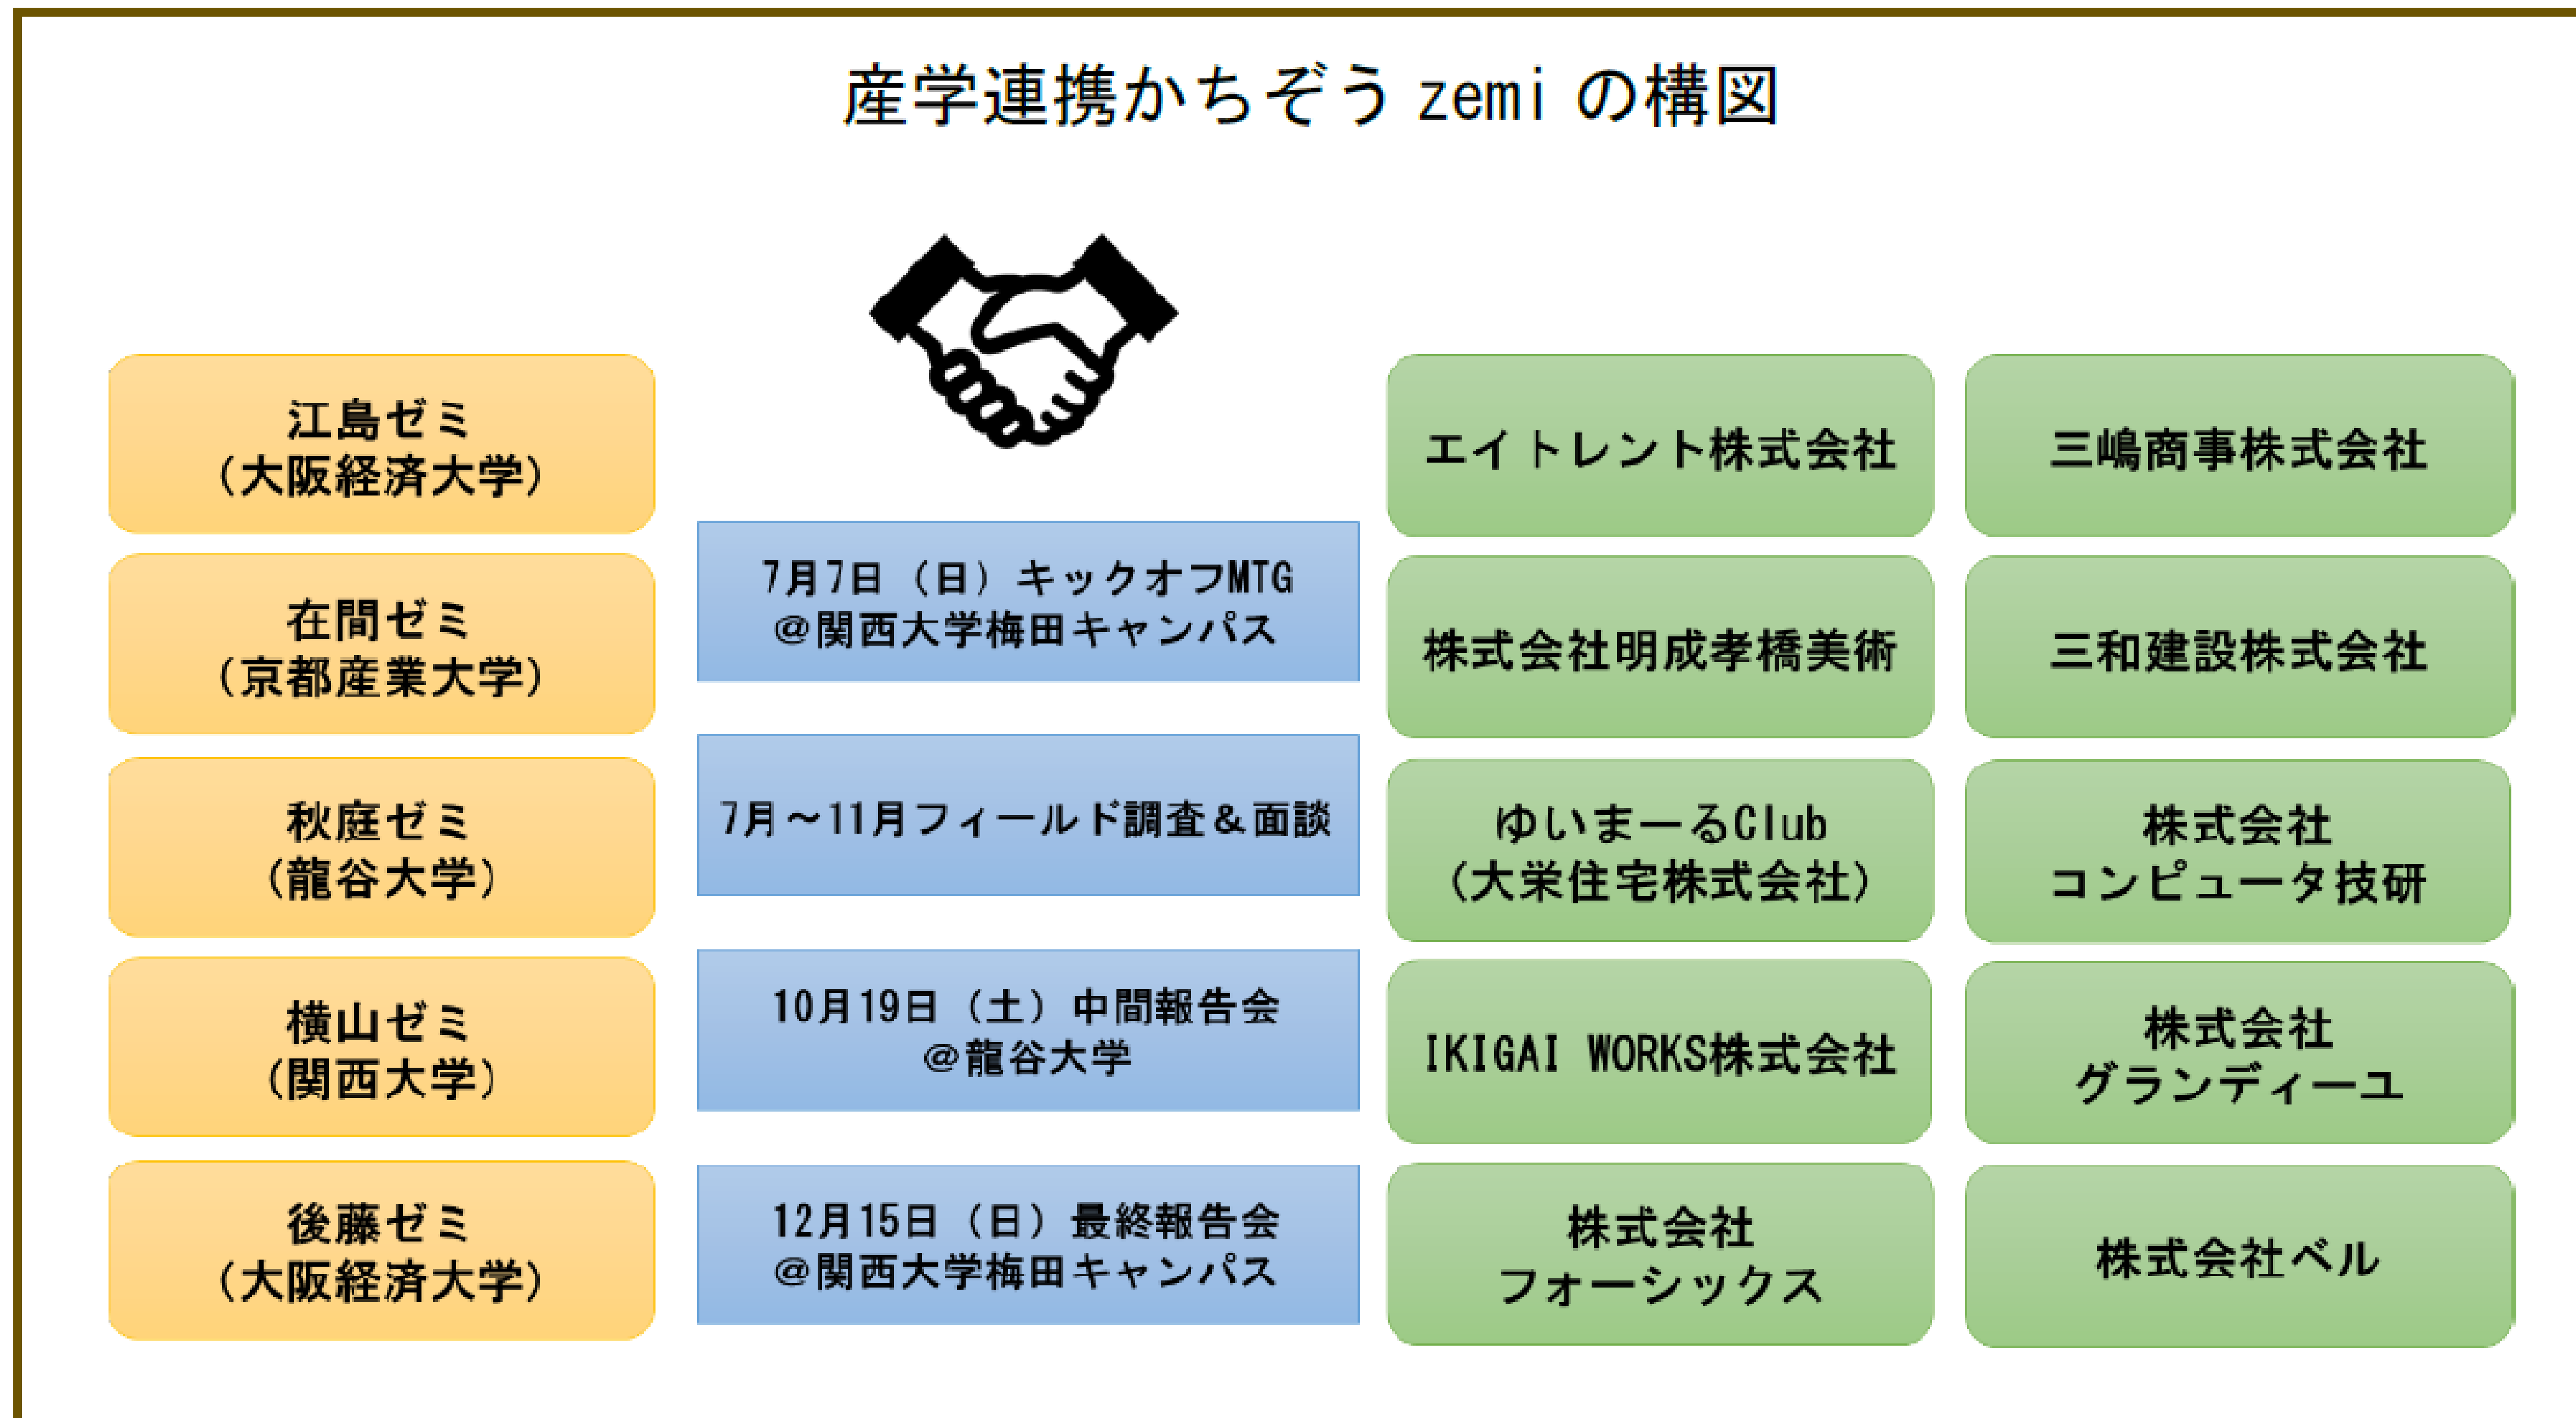 産学連携かちぞう zemi の構図
江島ゼミ
（大阪経済大学）
在間ゼミ
（京都産業大学）
秋庭ゼミ
（龍谷大学）
横山ゼミ
（関西大学）
後藤ゼミ
（大阪経済大学）
7月7日（日）キックオフMTG
＠関西大学梅田キャンパス
7月～11月フィールド調査＆面談
10月19日（土）中間報告会
＠龍谷大学
12月15日（日）最終報告会
＠関西大学梅田キャンパス
エイトレント株式会社
株式会社明成孝橋美術
ゆいまーるClub
（大栄住宅株式会社）
IKIGAI WORKS株式会社
株式会社
フォーシックス
三嶋商事株式会社
三和建設株式会社
株式会社
コンピュータ技研
株式会社
グランディーユ
株式会社ベル